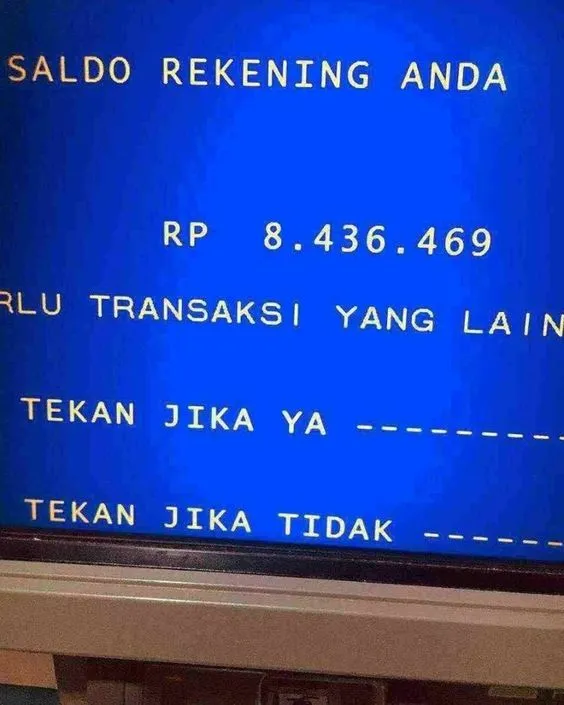 SALDO REKENING ANDA
RP 8.436.469
RLU TRANSAKSI YANG LAIN
TEKAN JIKA YA ----------
TEKAN JIKA TIDAK ------